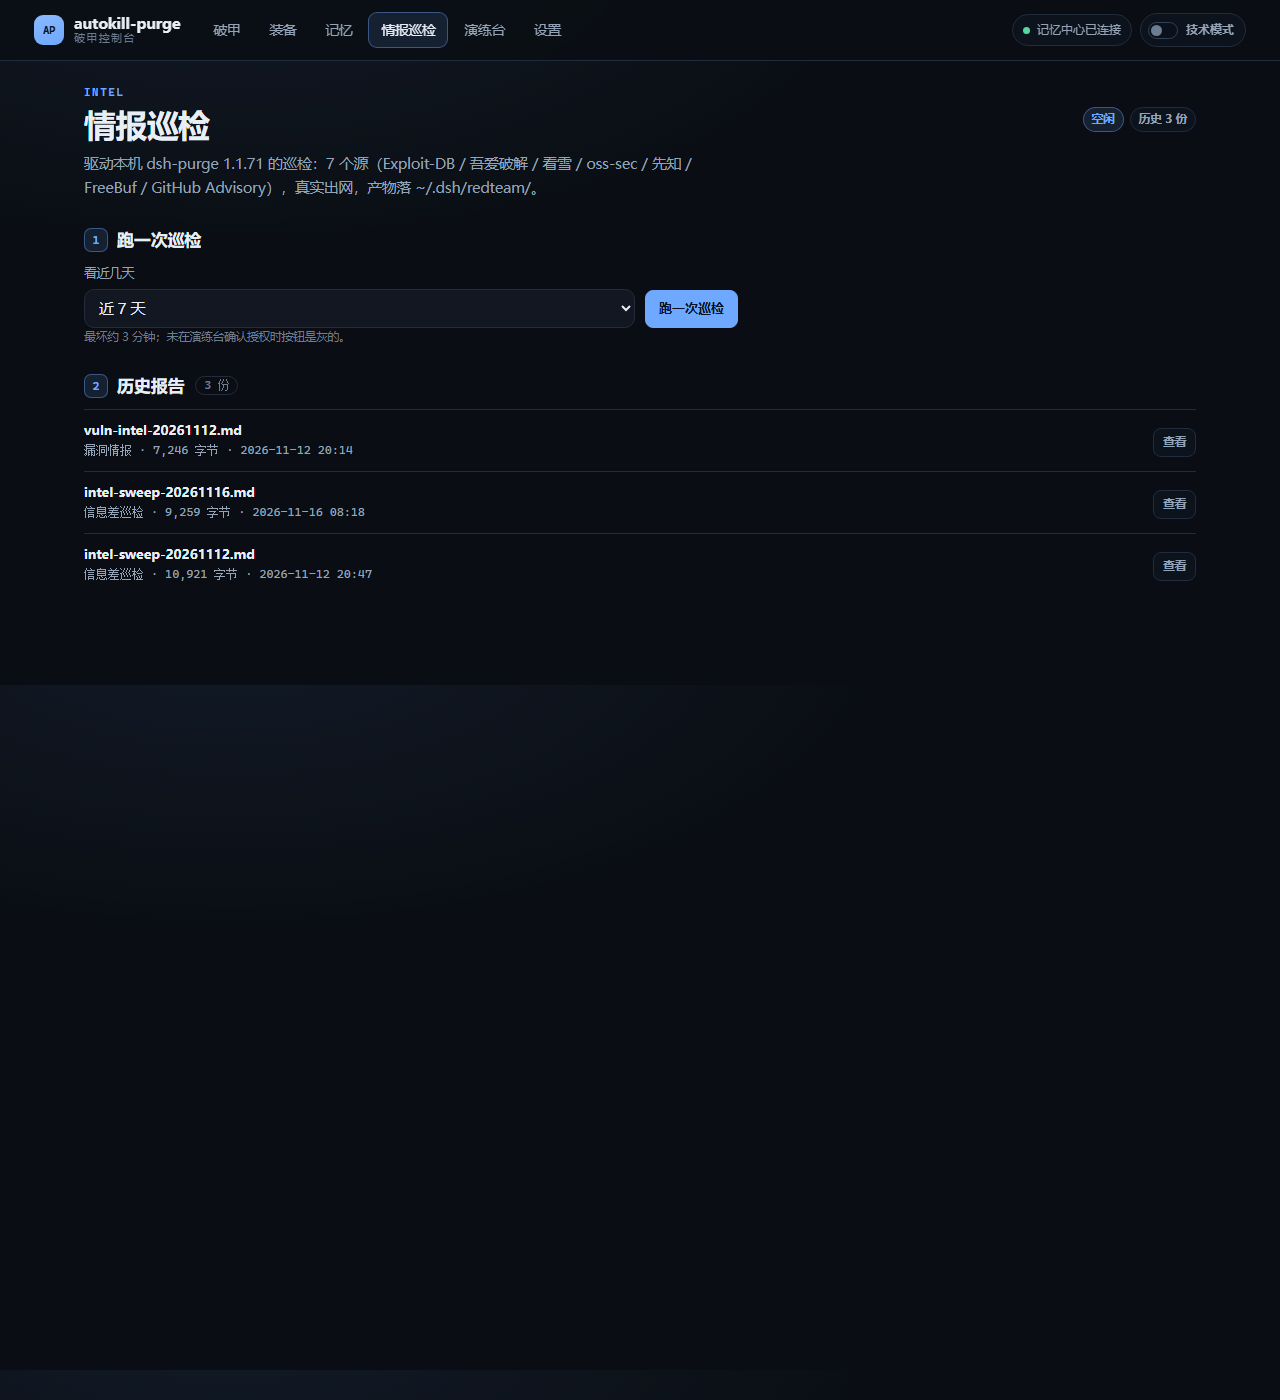 AP
autokill-purge
破甲控制台
破甲
装备
记忆
情报巡检
演练台
设置
记忆中心已连接
技术模式
INTEL
情报巡检
空闲
历史 3 份
驱动本机 dsh-purge 1.1.71 的巡检：7 个源（Exploit-DB / 吾爱破解 / 看雪 / oss-sec / 先知 /
FreeBuf / GitHub Advisory），真实出网，产物落 ~/.dsh/redteam/。
1 跑一次巡检
看近几天
近 7 天
跑一次巡检
最坏约 3 分钟；未在演练台确认授权时按钮是灰的。
2 历史报告 3 份
vuln-intel-20261112.md
漏洞情报 · 7,246 字节 · 2026-11-12 20:14
查看
intel-sweep-20261116.md
信息差巡检 · 9,259 字节 · 2026-11-16 08:18
查看
intel-sweep-20261112.md
信息差巡检 · 10,921 字节 · 2026-11-12 20:47
查看